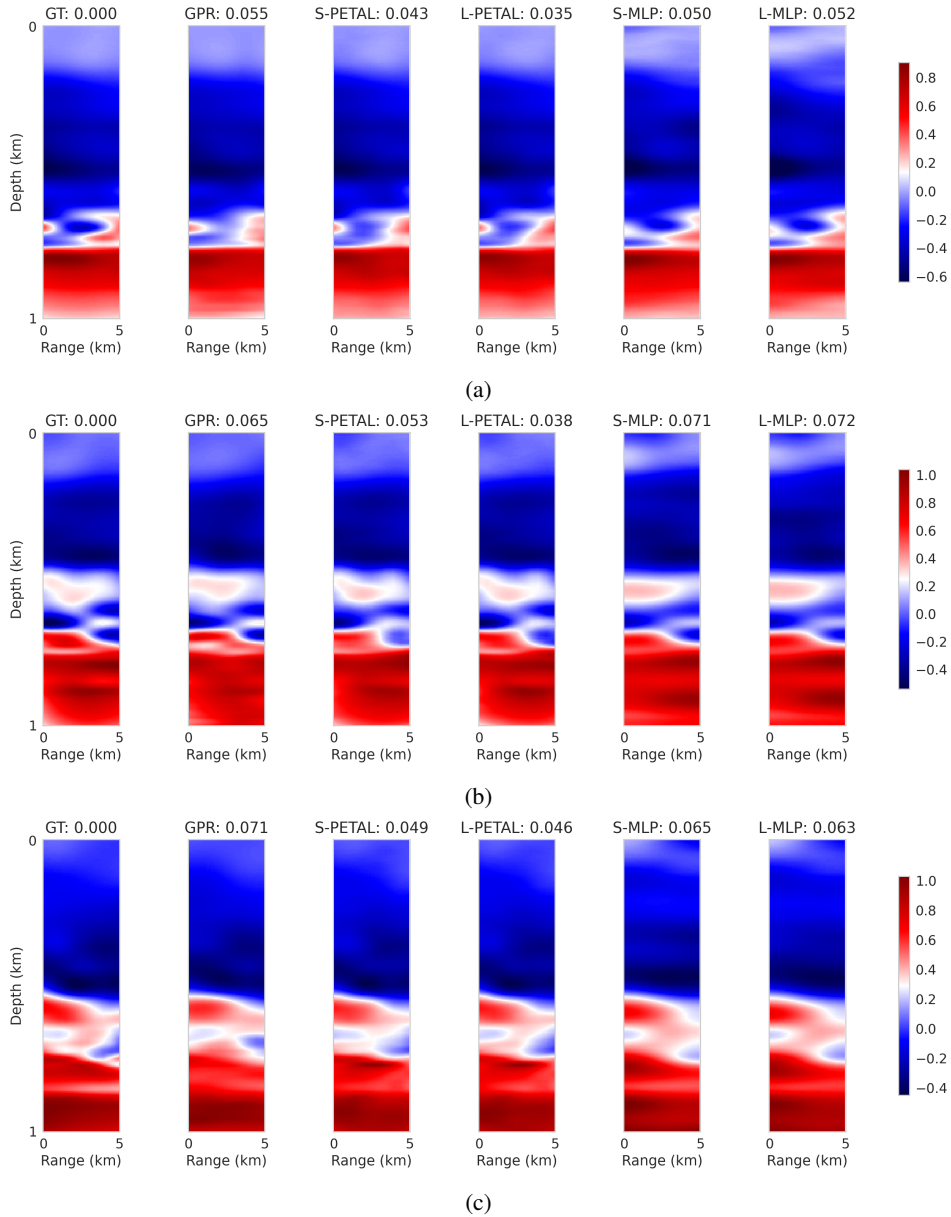 GT: 0.000 GPR: 0.055 S-PETAL: 0.043 L-PETAL: 0.035 S-MLP: 0.050 L-MLP: 0.052
0
Depth (km)
1
0 5 0 5 0 5 0 5 0 5 0 5
Range (km) Range (km) Range (km) Range (km) Range (km) Range (km)
0.8
0.6
0.4
0.2
0.0
−0.2
−0.4
−0.6
(a)
GT: 0.000 GPR: 0.065 S-PETAL: 0.053 L-PETAL: 0.038 S-MLP: 0.071 L-MLP: 0.072
0
Depth (km)
1
0 5 0 5 0 5 0 5 0 5 0 5
Range (km) Range (km) Range (km) Range (km) Range (km) Range (km)
1.0
0.8
0.6
0.4
0.2
0.0
−0.2
−0.4
(b)
GT: 0.000 GPR: 0.071 S-PETAL: 0.049 L-PETAL: 0.046 S-MLP: 0.065 L-MLP: 0.063
0
Depth (km)
1
0 5 0 5 0 5 0 5 0 5 0 5
Range (km) Range (km) Range (km) Range (km) Range (km) Range (km)
1.0
0.8
0.6
0.4
0.2
0.0
−0.2
−0.4
(c)